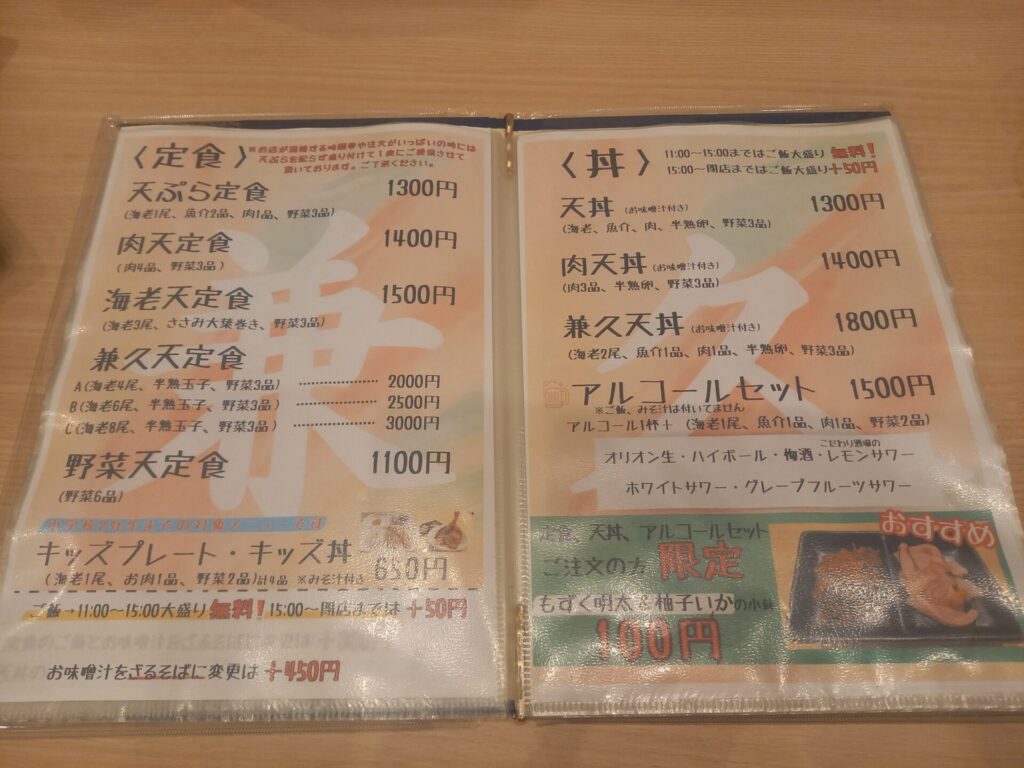 〈定食〉
※お店が混雑する時間帯や注文がいっぱいの時には
天ぷらを配らず盛り付けて1度にご提供させて
頂いております。ご了承ください。
天ぷら定食 1300円
(海老1尾、魚介2品、肉1品、野菜3品)
肉天定食 1400円
(肉4品、野菜3品)
海老天定食 1500円
(海老3尾、ささみ大葉巻き、野菜3品)
兼久天定食
A(海老4尾、半熟玉子、野菜3品) 2000円
B(海老6尾、半熟玉子、野菜3品) 2500円
C(海老8尾、半熟玉子、野菜3品) 3000円
野菜天定食 1100円
(野菜6品)
キッズプレート・キッズ丼 650円
(海老1尾、お肉1品、野菜2品)計4品 ※みそ汁付き
ご飯→11:00～15:00大盛り 無料! 15:00～閉店までは +50円
お味噌汁をざるそばに変更は +450円
兼
〈丼〉
11:00～15:00まではご飯大盛り 無料!
15:00～閉店まではご飯大盛り+50円
天丼(お味噌汁付き) 1300円
(海老、魚介、肉、半熟卵、野菜3品)
肉天丼(お味噌汁付き) 1400円
(肉3品、半熟卵、野菜3品)
兼久天丼(お味噌汁付き) 1800円
(海老2尾、魚介1品、肉1品、半熟卵、野菜3品)
アルコールセット 1500円
※ご飯、みそ汁は付いてません
アルコール1杯+(海老1尾、魚介1品、肉1品、野菜2品)
こだわり酒場の
オリオン生・ハイボール・梅酒・レモンサワー
ホワイトサワー・グレープフルーツサワー
久
定食、天丼、アルコールセット
ご注文の方 限定
もずく明太&柚子いかの小鉢
100円
おすすめ